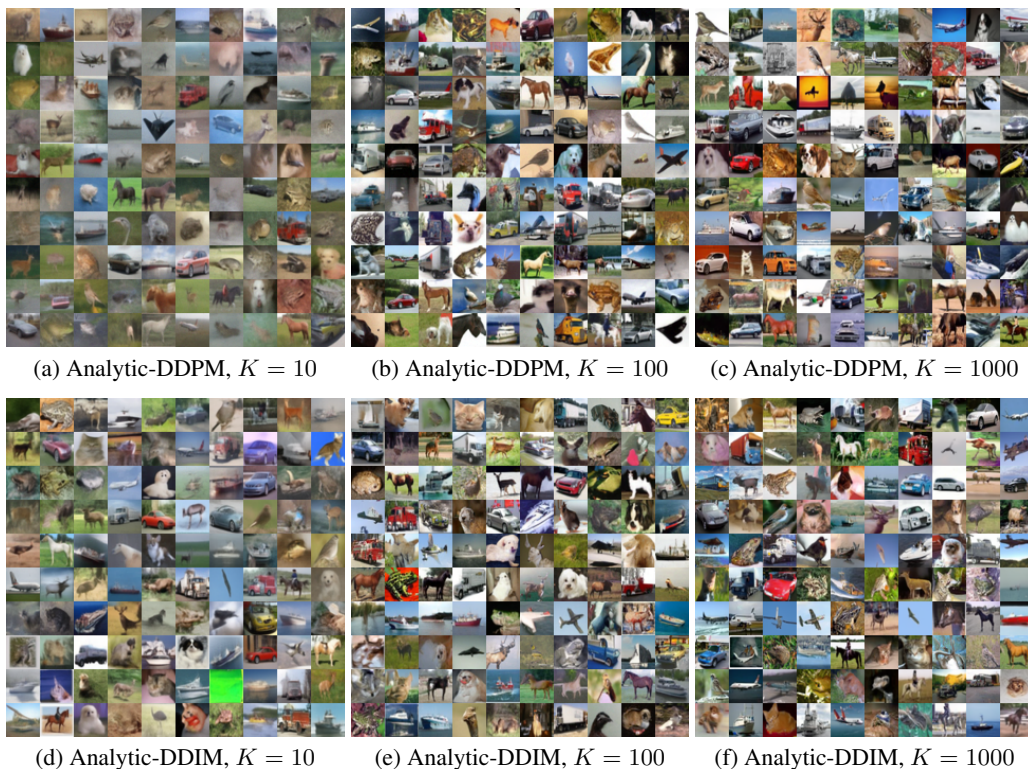 (a) Analytic-DDPM, K = 10
(b) Analytic-DDPM, K = 100
(c) Analytic-DDPM, K = 1000
(d) Analytic-DDIM, K = 10
(e) Analytic-DDIM, K = 100
(f) Analytic-DDIM, K = 1000